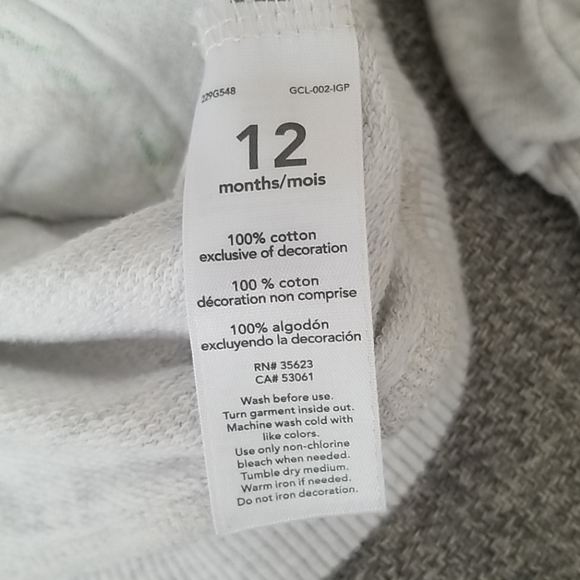 229G548 GCL-002-IGP
12
months/mois
100% cotton
exclusive of decoration
100 % coton
décoration non comprise
100% algodón
excluyendo la decoración
RN# 35623
CA# 53061
Wash before use.
Turn garment inside out.
Machine wash cold with
like colors.
Use only non-chlorine
bleach when needed.
Tumble dry medium.
Warm iron if needed.
Do not iron decoration.